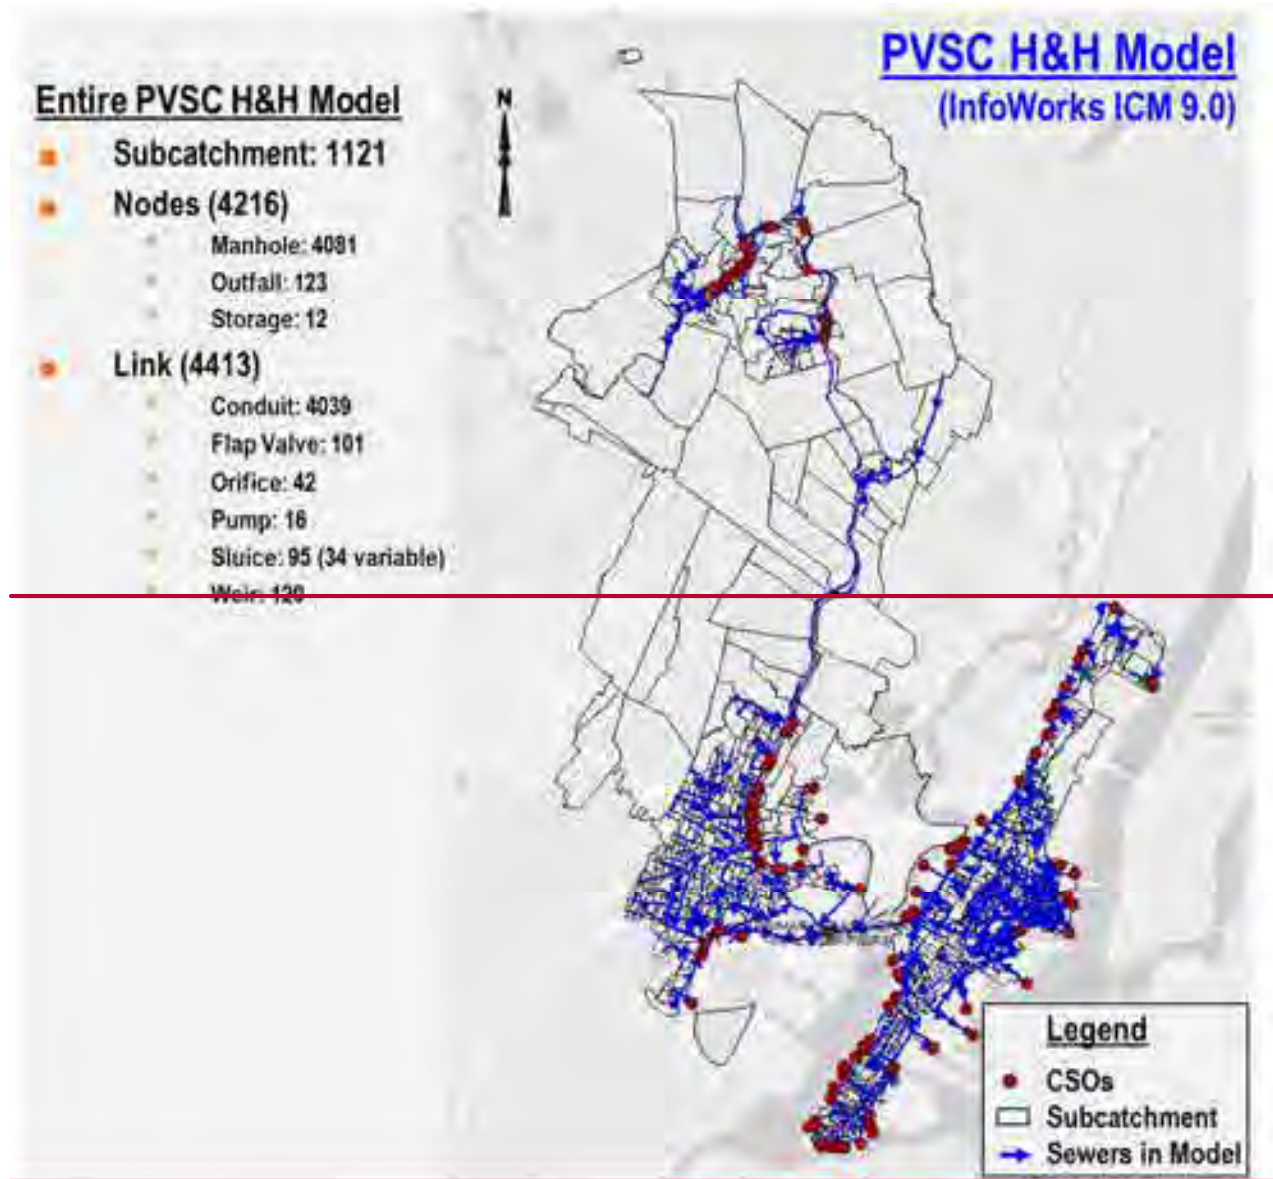 PVSC H&H Model
(InfoWorks ICM 9.0)
Entire PVSC H&H Model
Subcatchment: 1121
Nodes (4216)
Manhole: 4081
Outfall: 123
Storage: 12
Link (4413)
Conduit: 4039
Flap Valve: 101
Orifice: 42
Pump: 16
Sluice: 95 (34 variable)
Weir: 120
N
Legend
CSOs
Subcatchment
Sewers in Model